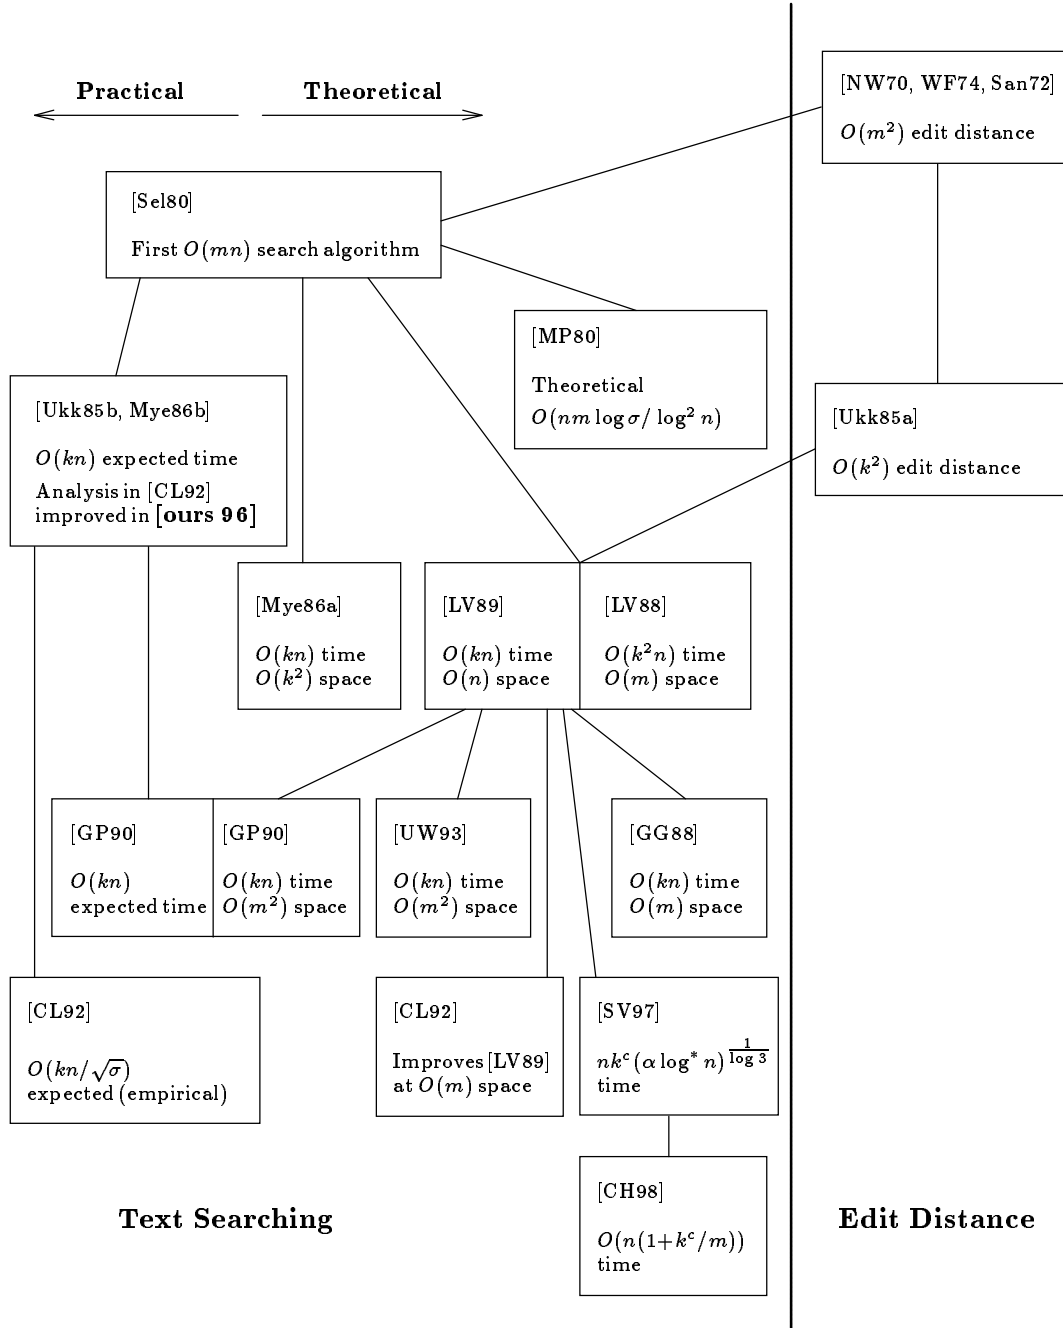 Practical
Theoretical
[NW70, WF74, San72]
O(m²) edit distance
[Sel80]
First O(mn) search algorithm
[MP80]
Theoretical
O(nm log σ / log² n)
[Ukk85b, Mye86b]
O(kn) expected time
Analysis in [CL92]
improved in [ours 96]
[Ukk85a]
O(k²) edit distance
[Mye86a]
O(kn) time
O(k²) space
[LV89]
O(kn) time
O(n) space
[LV88]
O(k²n) time
O(m) space
[GP90]
O(kn)
expected time
[GP90]
O(kn) time
O(m²) space
[UW93]
O(kn) time
O(m²) space
[GG88]
O(kn) time
O(m) space
[CL92]
O(kn/√σ)
expected (empirical)
[CL92]
Improves [LV89]
at O(m) space
[SV97]
nk^c (α log* n)^{1/log 3}
time
[CH98]
O(n(1+k^c/m))
time
Text Searching
Edit Distance